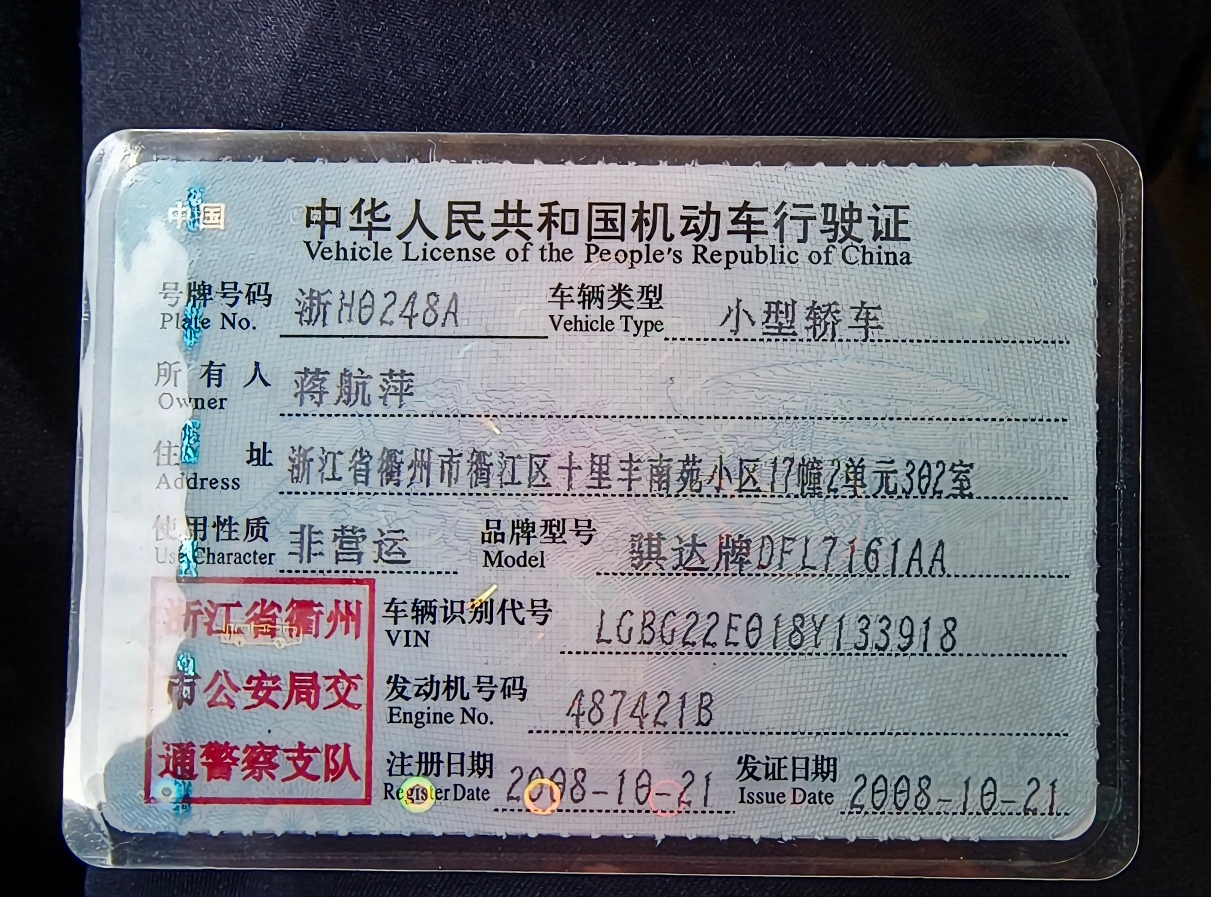 中国
中华人民共和国机动车行驶证
Vehicle License of the People's Republic of China
号牌号码 浙H0248A 车辆类型 小型轿车
Plate No. Vehicle Type
所有人 蒋航萍
Owner
住址 浙江省衢州市衢江区十里丰南苑小区17幢2单元302室
Address
使用性质 非营运 品牌型号 骐达牌DFL7161AA
Use Character Model
浙江省衢州
市公安局交
通警察支队
车辆识别代号 LGBG22E018Y133918
VIN
发动机号码 487421B
Engine No.
注册日期 2008-10-21 发证日期 2008-10-21
Register Date Issue Date